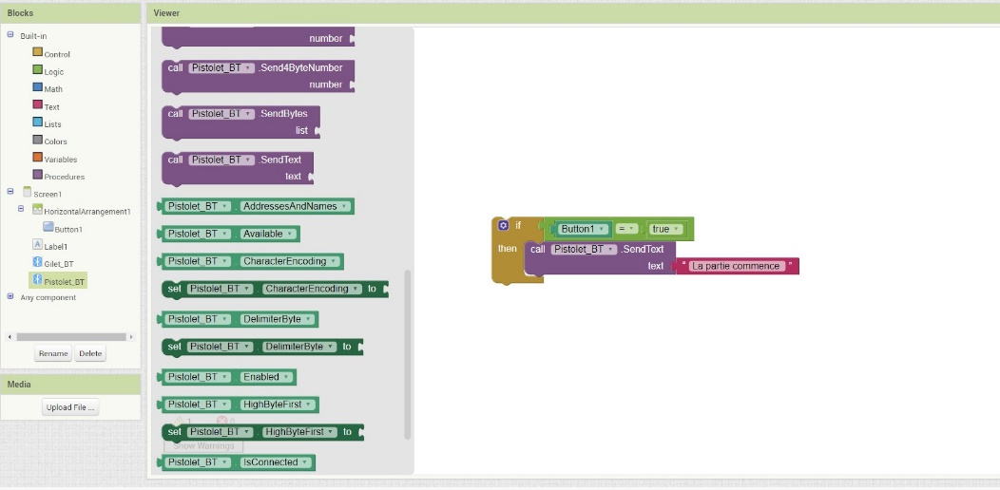 Blocks
Built-in
Control
Logic
Math
Text
Lists
Colors
Variables
Procedures
Screen1
HorizontalArrangement1
Button1
Label1
Gilet_BT
Pistolet_BT
Any component
Rename Delete
Media
Upload File ...
Viewer
number
call Pistolet_BT .Send4ByteNumber
number
call Pistolet_BT .SendBytes
list
call Pistolet_BT .SendText
text
Pistolet_BT . AddressesAndNames
Pistolet_BT . Available
Pistolet_BT . CharacterEncoding
set Pistolet_BT . CharacterEncoding to
Pistolet_BT . DelimiterByte
set Pistolet_BT . DelimiterByte to
Pistolet_BT . Enabled
Pistolet_BT . HighByteFirst
1 0
set Pistolet_BT . HighByteFirst to
Show Warnings
Pistolet_BT . IsConnected
if Button1 = true
then call Pistolet_BT .SendText
text " La partie commence "